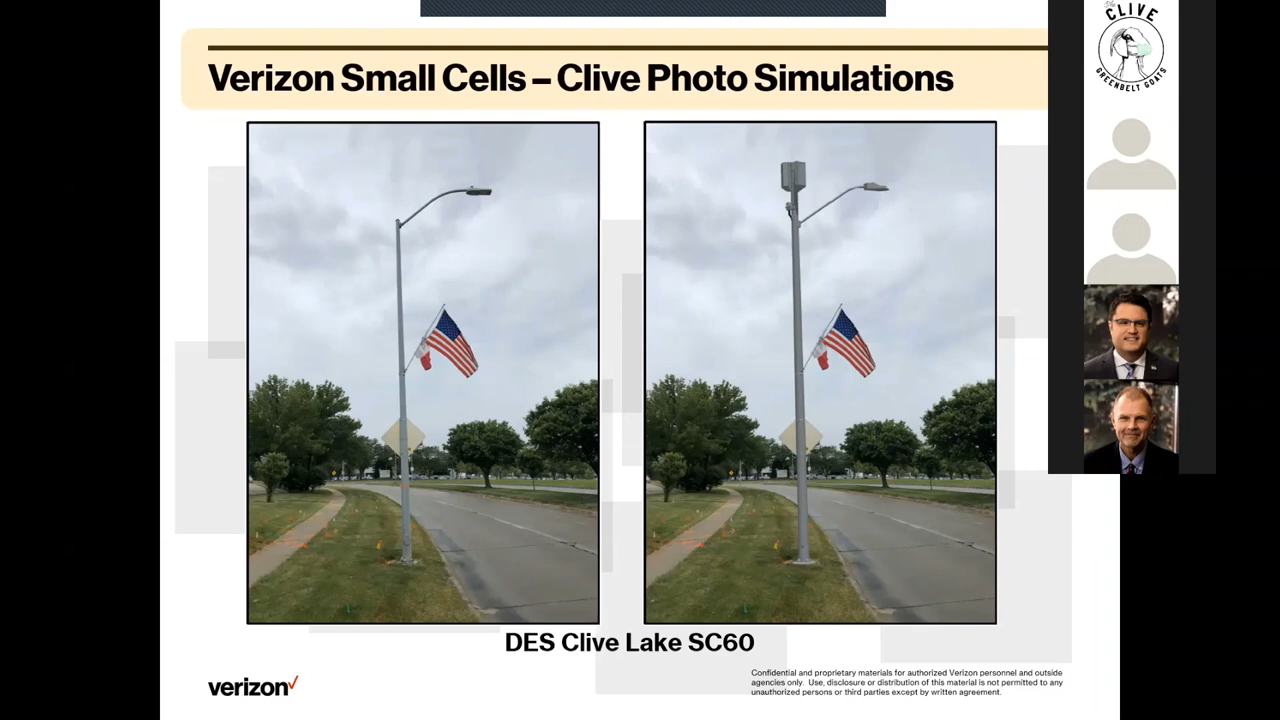 Verizon Small Cells – Clive Photo Simulations
The
CLIVE
GREENBELT GOATS
DES Clive Lake SC60
verizon
Confidential and proprietary materials for authorized Verizon personnel and outside
agencies only. Use, disclosure or distribution of this material is not permitted to any
unauthorized persons or third parties except by written agreement.